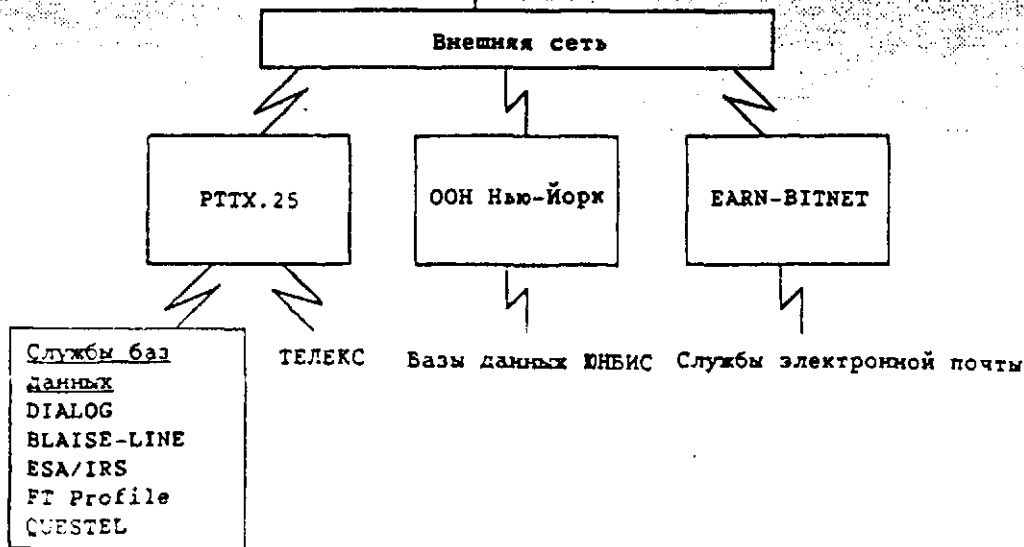 Внешняя сеть
PTTX.25
ООН Нью-Йорк
EARN-BITNET
Службы баз
данных
DIALOG
BLAISE-LINE
ESA/IRS
FT Profile
QUESTEL
ТЕЛЕКС
Базы данных ЮНБИС
Службы электронной почты